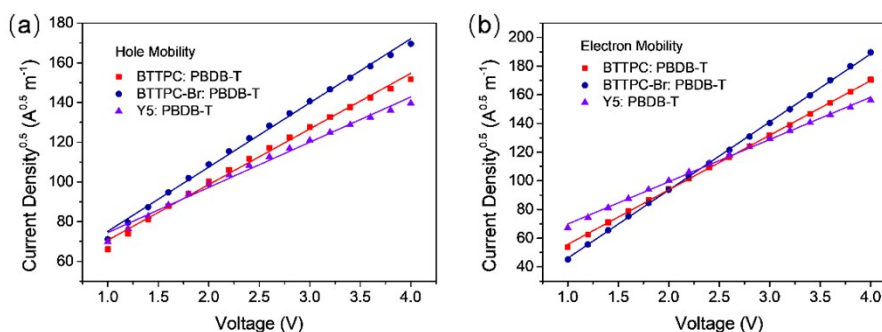 (a)
Hole Mobility
BTTPC: PBDB-T
BTTPC-Br: PBDB-T
Y5: PBDB-T
180
160
140
120
100
80
60
1.0 1.5 2.0 2.5 3.0 3.5 4.0
Voltage (V)
Current Density^0.5 (A^0.5 m^-1)
(b)
Electron Mobility
BTTPC: PBDB-T
BTTPC-Br: PBDB-T
Y5: PBDB-T
200
180
160
140
120
100
80
60
40
1.0 1.5 2.0 2.5 3.0 3.5 4.0
Voltage (V)
Current Density^0.5 (A^0.5 m^-1)